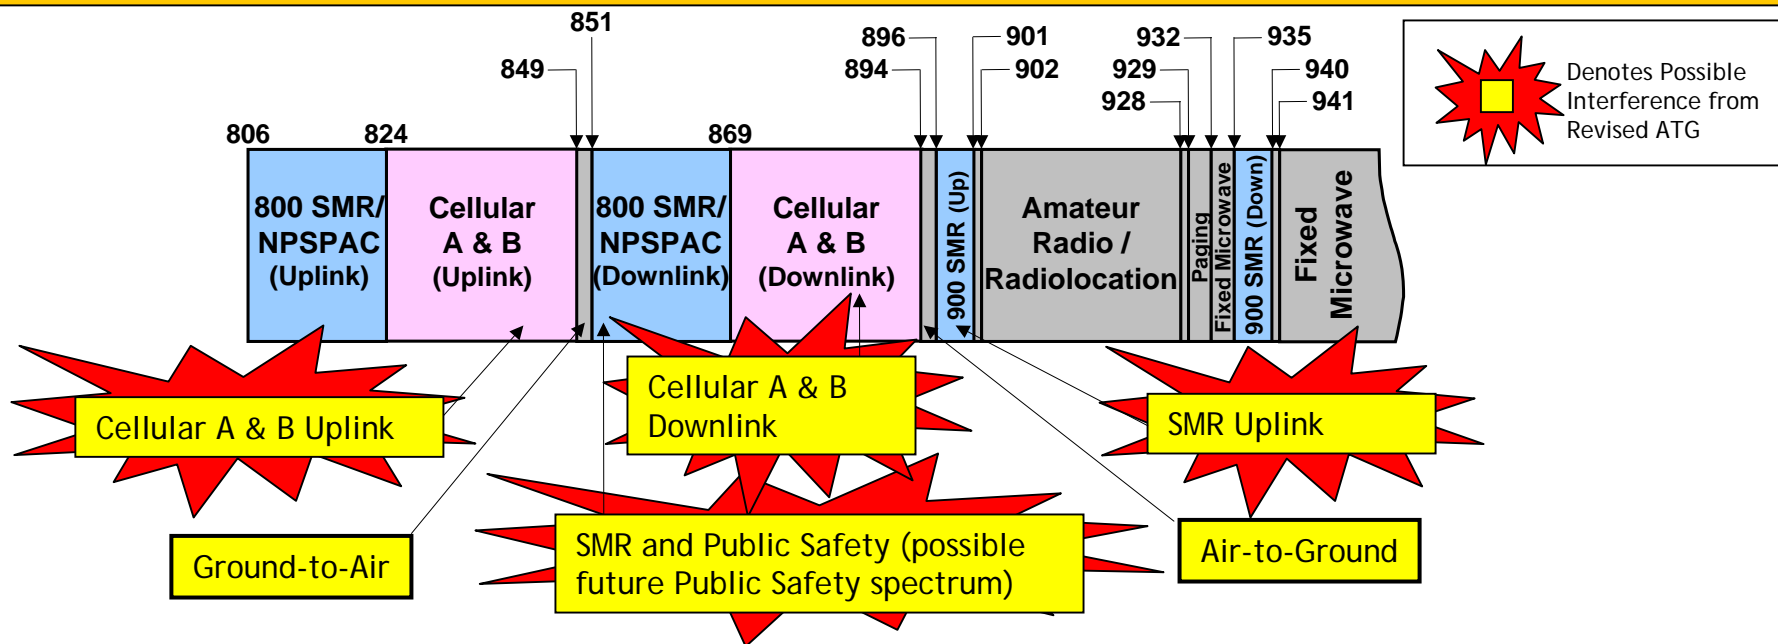 851
896
901
932
935
849
894
902
929
940
928
941
806
824
869
Denotes Possible
Interference from
Revised ATG
800 SMR/
NPSPAC
(Uplink)
Cellular
A & B
(Uplink)
800 SMR/
NPSPAC
(Downlink)
Cellular
A & B
(Downlink)
900 SMR (Up)
Amateur
Radio /
Radiolocation
Paging
Fixed Microwave
900 SMR (Down)
Fixed
Microwave
Cellular A & B Uplink
Cellular A & B
Downlink
SMR Uplink
Ground-to-Air
SMR and Public Safety (possible
future Public Safety spectrum)
Air-to-Ground